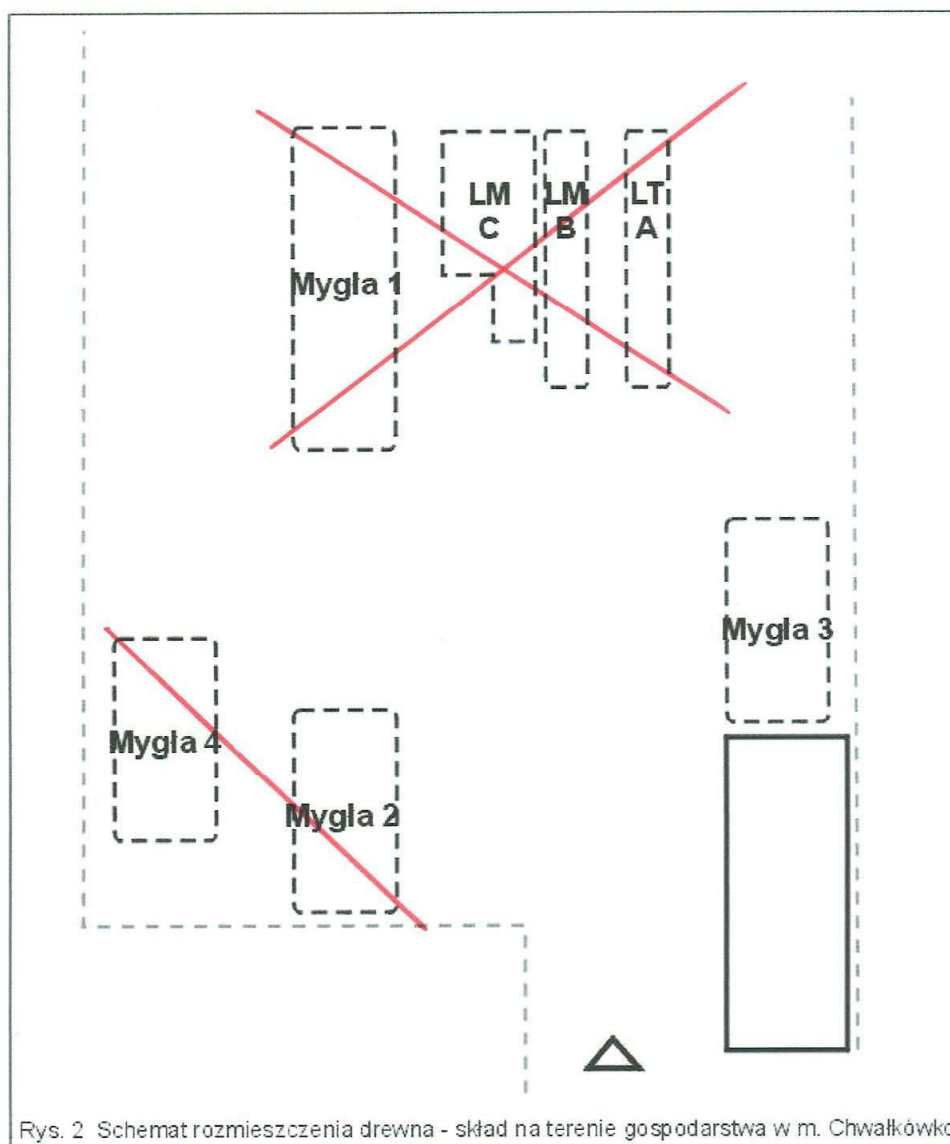 LM
C
LM
B
LT
A
Mygła 1
Mygła 3
Mygła 4
Mygła 2
Rys. 2 Schemat rozmieszczenia drewna - skład na terenie gospodarstwa w m. Chwałkówk